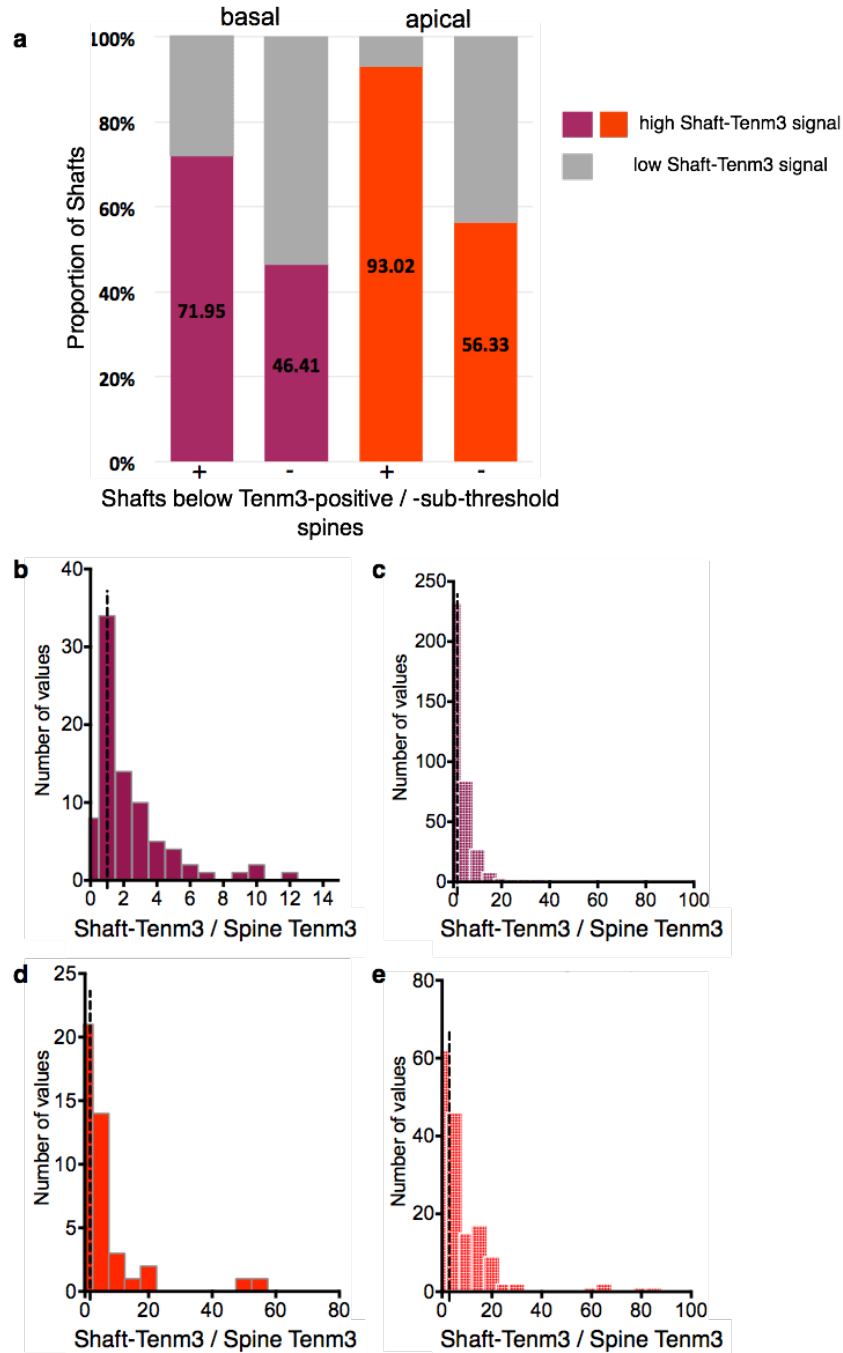 basal apical
a
100%
80%
60%
40%
20%
0%
Proportion of Shafts
71.95
46.41
93.02
56.33
+ - + -
Shafts below Tenm3-positive / -sub-threshold
spines
high Shaft-Tenm3 signal
low Shaft-Tenm3 signal
b
40
30
20
10
0
Number of values
0 2 4 6 8 10 12 14
Shaft-Tenm3 / Spine Tenm3
c
250
200
150
100
50
0
Number of values
0 20 40 60 80 100
Shaft-Tenm3 / Spine Tenm3
d
25
20
15
10
5
0
Number of values
0 20 40 60 80
Shaft-Tenm3 / Spine Tenm3
e
80
60
40
20
0
Number of values
0 20 40 60 80 100
Shaft-Tenm3 / Spine Tenm3